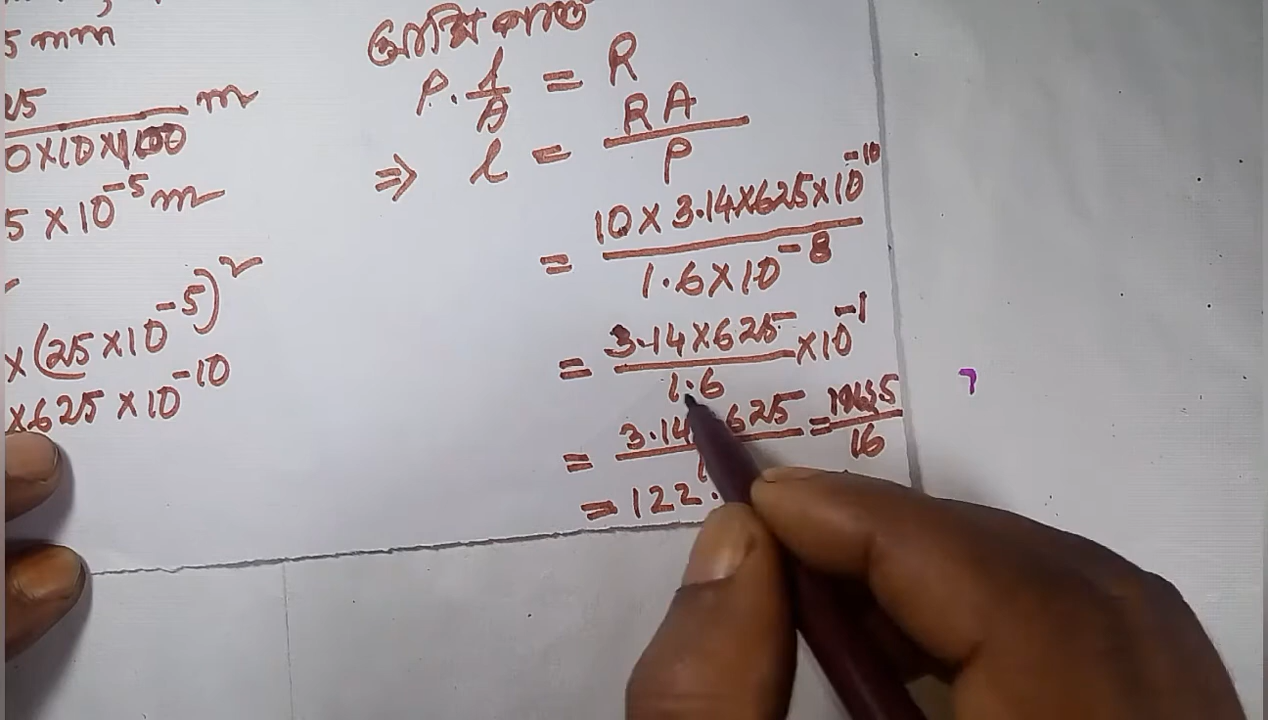 5 mm
25
0×10×100 m
5 ×10⁻⁵ m
×(25×10⁻⁵)²
×625 ×10⁻¹⁰
আমি জানো
ρ. l/A = R
⇒ l = RA/ρ
= 10 × 3.14×625×10⁻¹⁰ / 1.6×10⁻⁸
= 3.14×625 / 1.6 ×10⁻¹
= 3.14 625 / 1 = 1962.5 / 16
= 122.